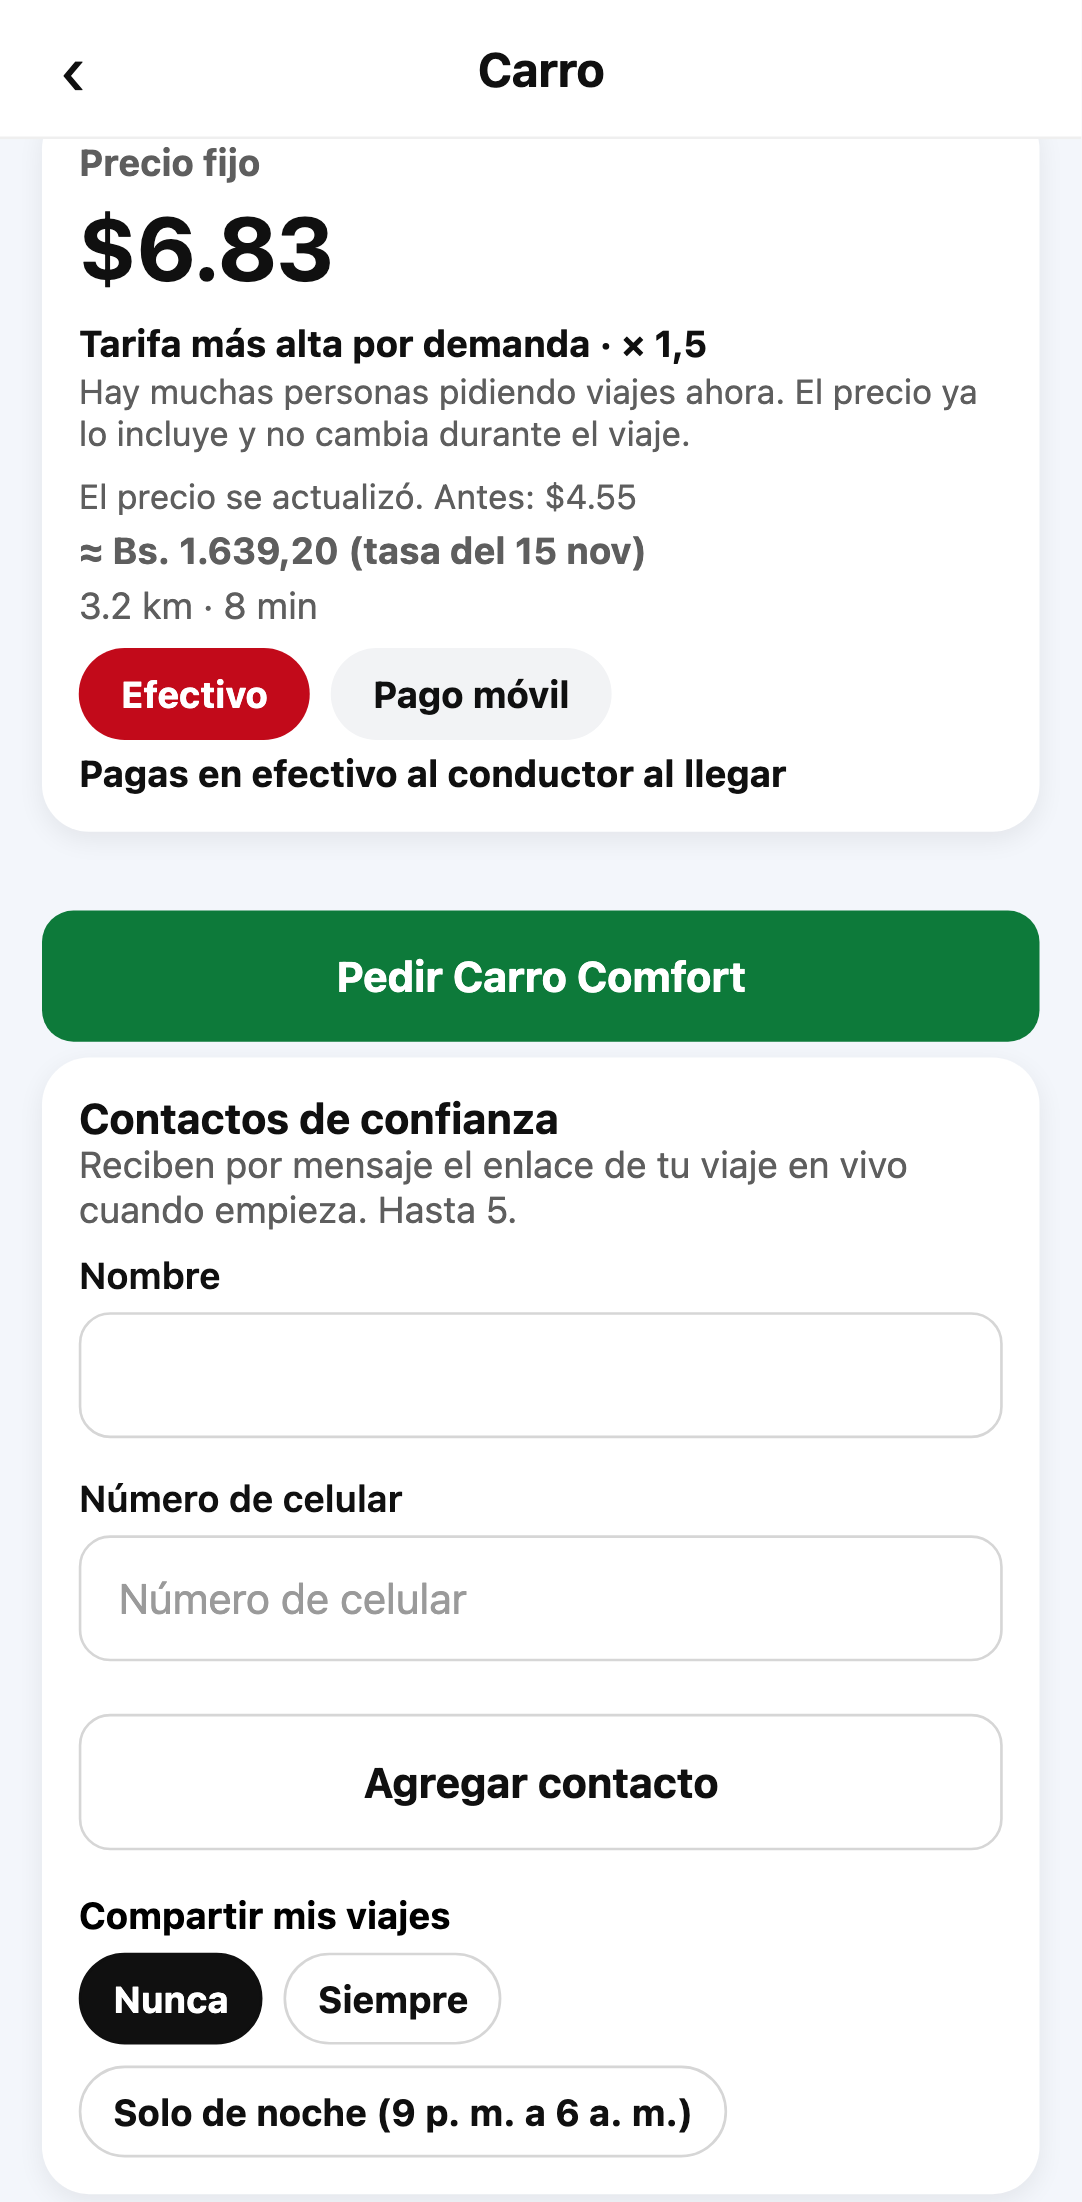 Carro
Precio fijo
$6.83
Tarifa más alta por demanda · × 1,5
Hay muchas personas pidiendo viajes ahora. El precio ya
lo incluye y no cambia durante el viaje.
El precio se actualizó. Antes: $4.55
≈ Bs. 1.639,20 (tasa del 15 nov)
3.2 km · 8 min
Efectivo
Pago móvil
Pagas en efectivo al conductor al llegar
Pedir Carro Comfort
Contactos de confianza
Reciben por mensaje el enlace de tu viaje en vivo
cuando empieza. Hasta 5.
Nombre
Número de celular
Número de celular
Agregar contacto
Compartir mis viajes
Nunca
Siempre
Solo de noche (9 p. m. a 6 a. m.)